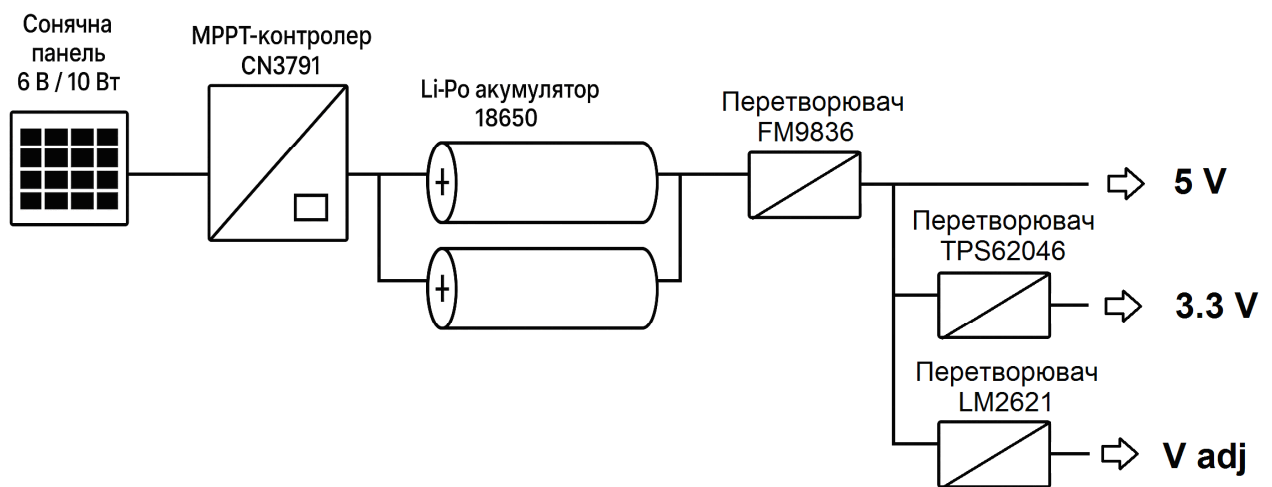 Сонячна
панель
6 В / 10 Вт
МРРТ-контролер
CN3791
Li-Po акумулятор
18650
+
+
Перетворювач
FM9836
5 V
Перетворювач
TPS62046
3.3 V
Перетворювач
LM2621
V adj